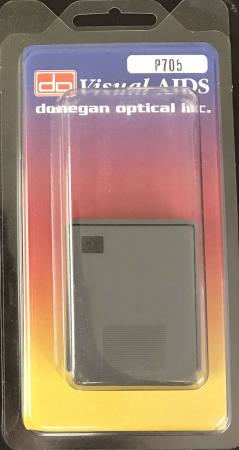 P705
do Visual AIDS
donegan optical inc.